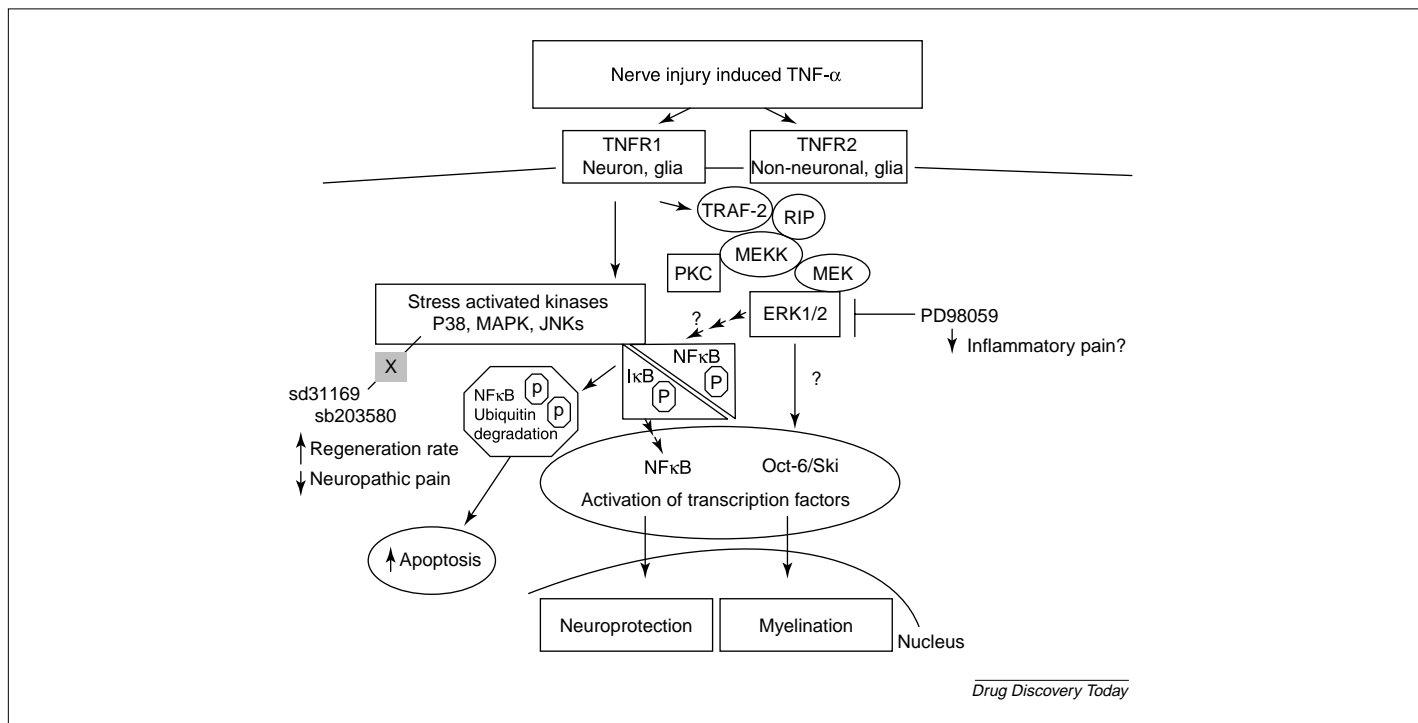 Nerve injury induced TNF-α
TNFR1
Neuron, glia
TNFR2
Non-neuronal, glia
TRAF-2
RIP
MEKK
PKC
MEK
Stress activated kinases
P38, MAPK, JNKs
?
ERK1/2
PD98059
Inflammatory pain?
X
NFκB
P
IκB
P
?
sd31169
sb203580
Regeneration rate
Neuropathic pain
NFκB
p
Ubiquitin
p
degradation
NFκB
Oct-6/Ski
Activation of transcription factors
Apoptosis
Neuroprotection
Myelination
Nucleus
Drug Discovery Today